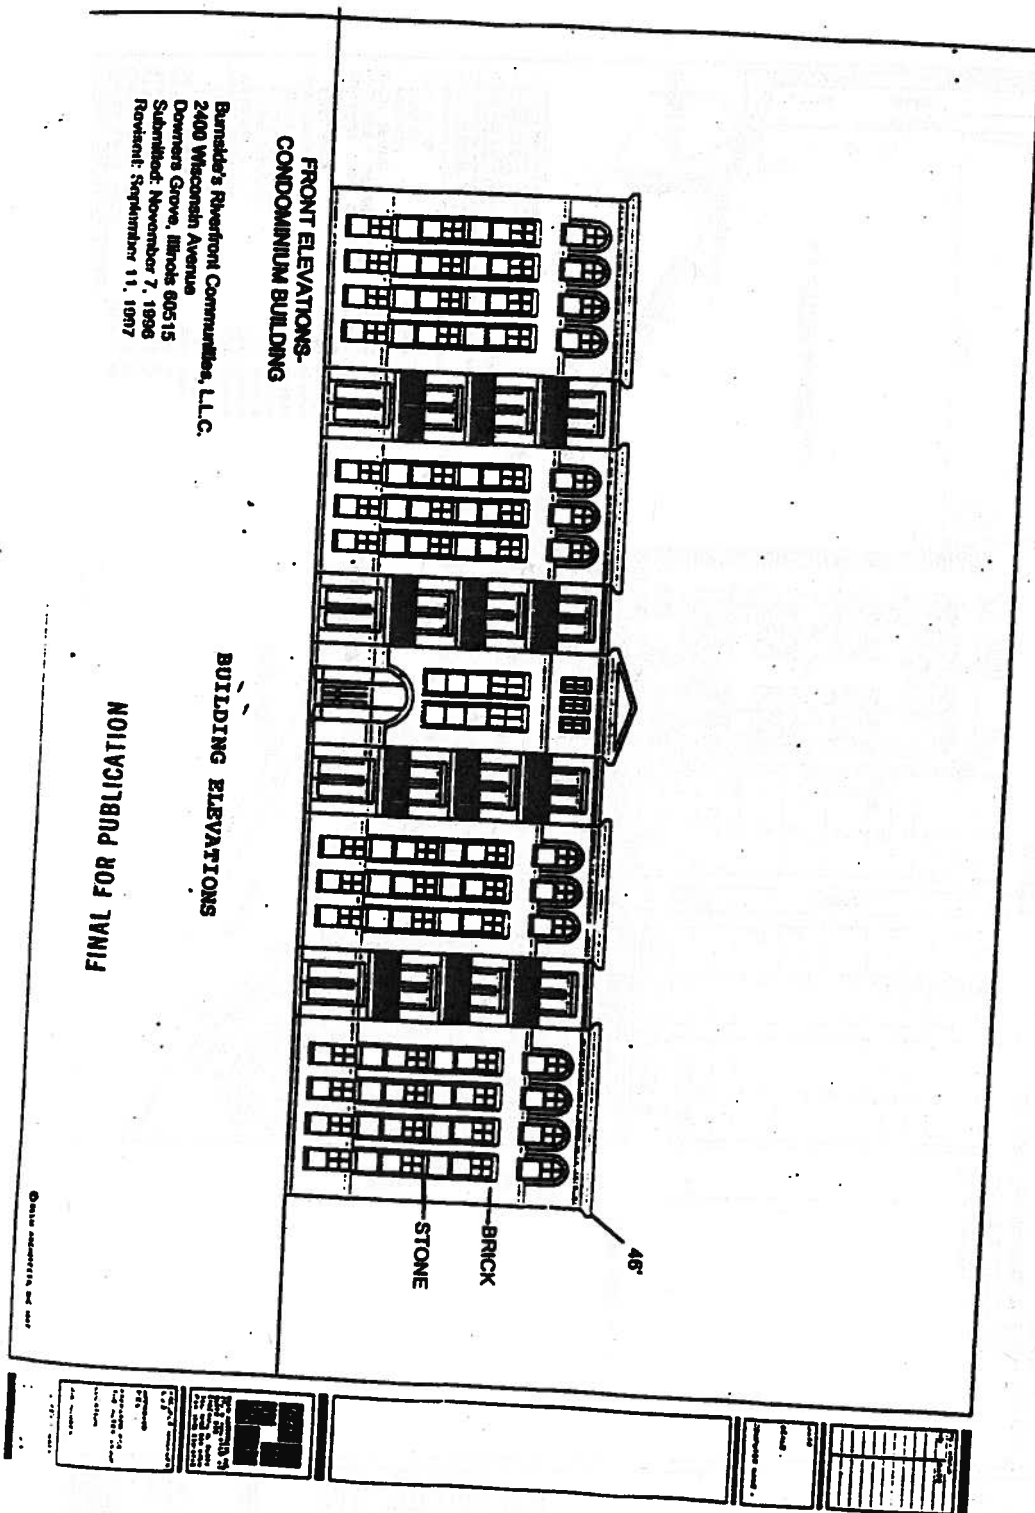 46'
BRICK
STONE
FRONT ELEVATIONS-
CONDOMINIUM BUILDING
Burnside's Riverfront Communities, L.L.C.
2400 Wisconsin Avenue
Downers Grove, Illinois 60515
Submitted: November 7, 1996
Revised: September 11, 1997
BUILDING ELEVATIONS
FINAL FOR PUBLICATION